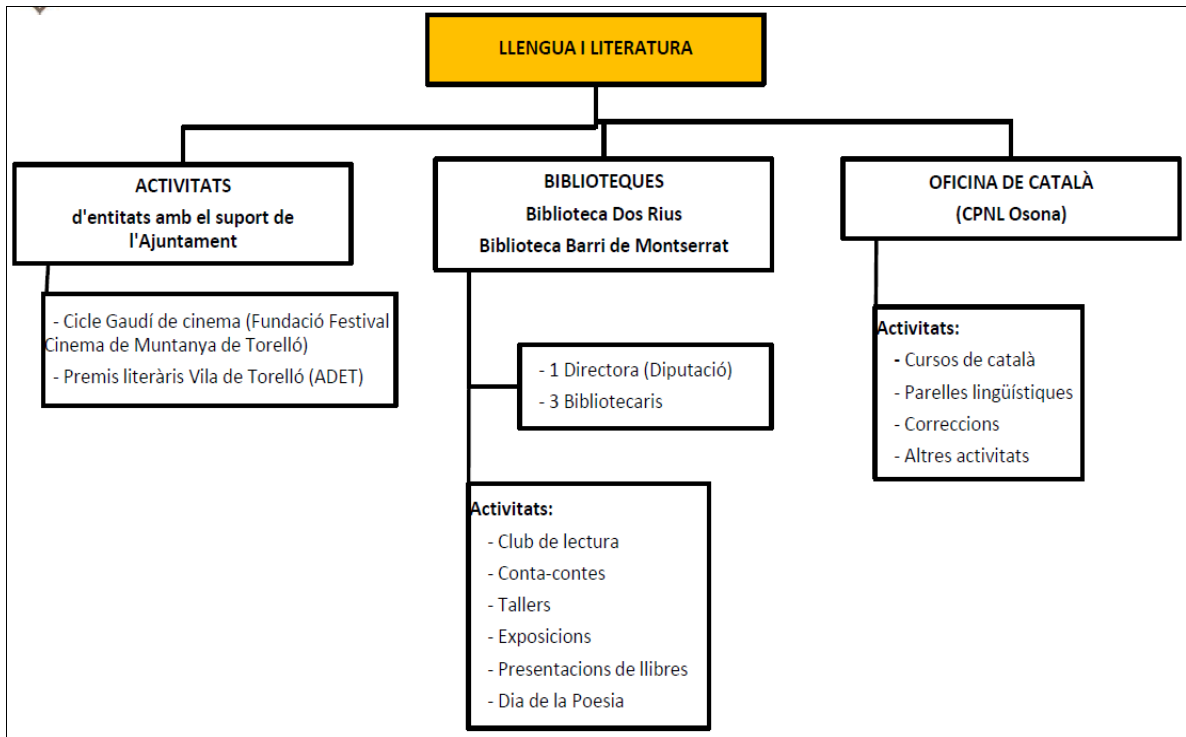 LLENGUA I LITERATURA
ACTIVITATS
d'entitats amb el suport de
l'Ajuntament
- Cicle Gaudí de cinema (Fundació Festival
Cinema de Muntanya de Torelló)
- Premis literàris Vila de Torelló (ADET)
BIBLIOTEQUES
Biblioteca Dos Rius
Biblioteca Barri de Montserrat
- 1 Directora (Diputació)
- 3 Bibliotecaris
Activitats:
- Club de lectura
- Conta-contes
- Tallers
- Exposicions
- Presentacions de llibres
- Dia de la Poesia
OFICINA DE CATALÀ
(CPNL Osona)
Activitats:
- Cursos de català
- Parelles lingüístiques
- Correccions
- Altres activitats